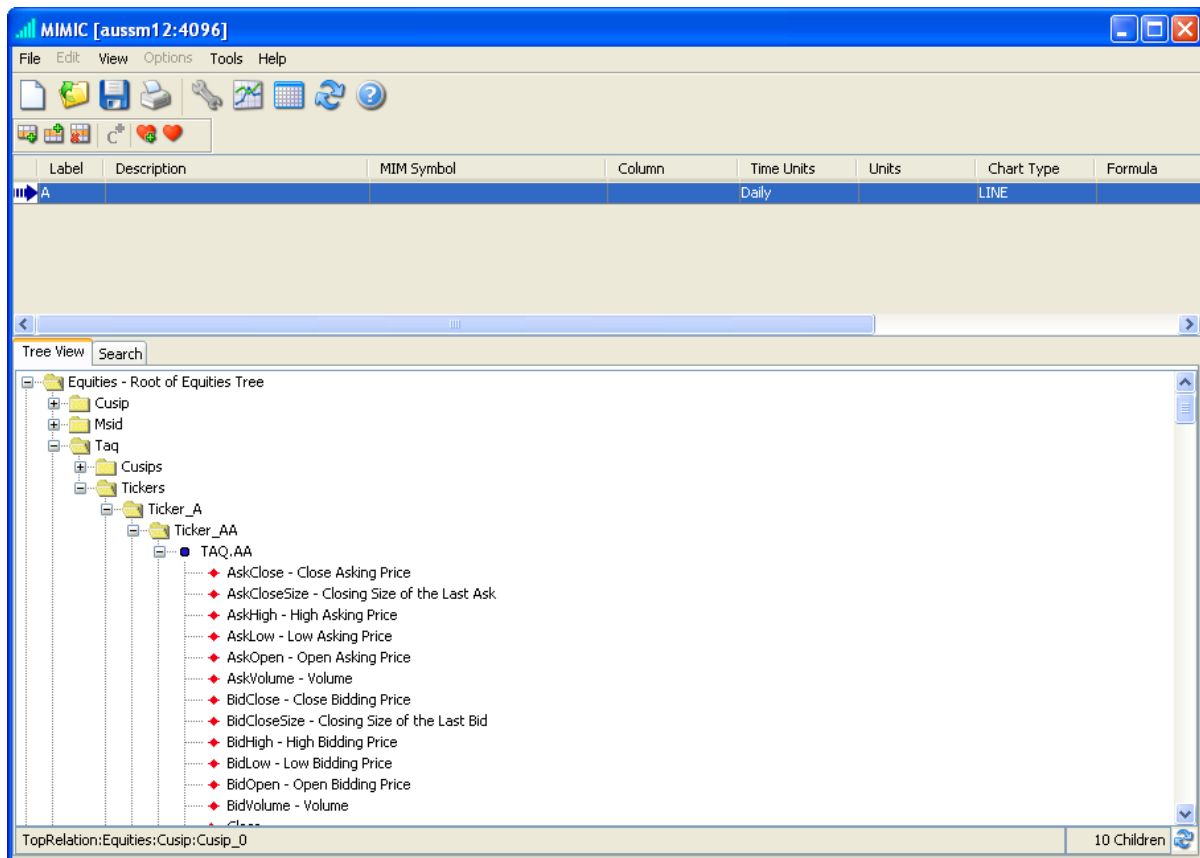 MIMIC [aussm12:4096]
File Edit View Options Tools Help
Label Description MIM Symbol Column Time Units Units Chart Type Formula
A Daily LINE
Tree View Search
Equities - Root of Equities Tree
Cusip
Msid
Taq
Cusips
Tickers
Ticker_A
Ticker_AA
TAQ.AA
AskClose - Close Asking Price
AskCloseSize - Closing Size of the Last Ask
AskHigh - High Asking Price
AskLow - Low Asking Price
AskOpen - Open Asking Price
AskVolume - Volume
BidClose - Close Bidding Price
BidCloseSize - Closing Size of the Last Bid
BidHigh - High Bidding Price
BidLow - Low Bidding Price
BidOpen - Open Bidding Price
BidVolume - Volume
Close
TopRelation:Equities:Cusip:Cusip_0 10 Children